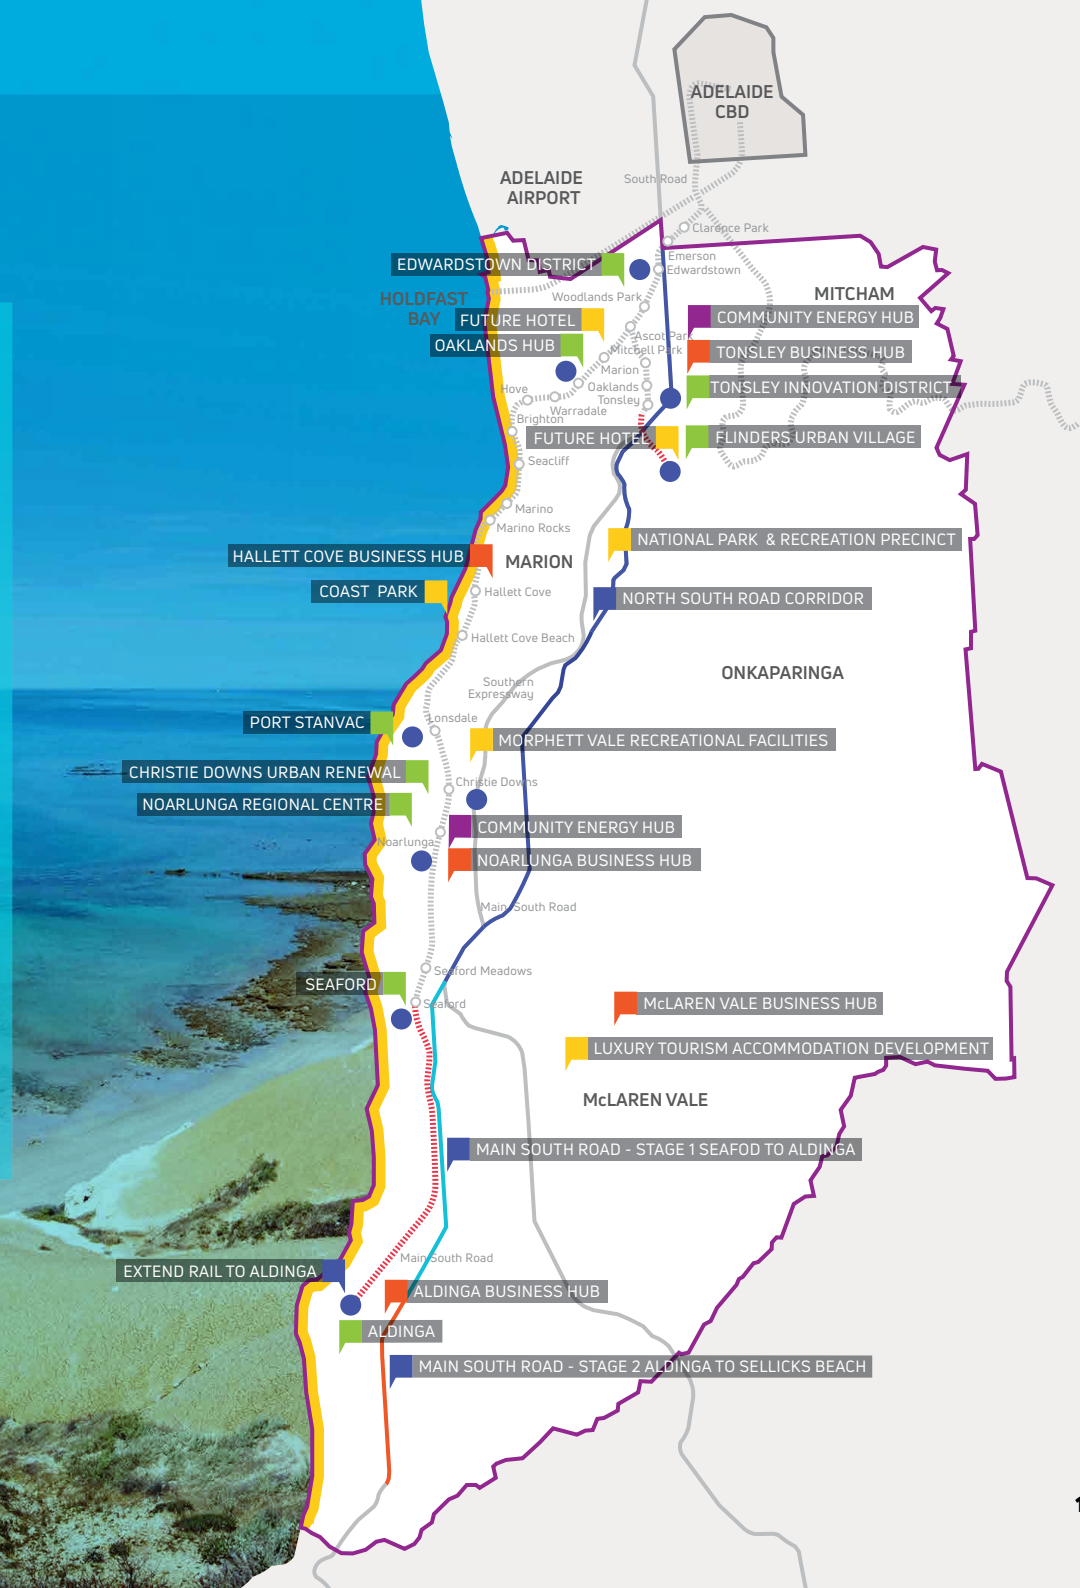 ADELAIDE
CBD
ADELAIDE
AIRPORT
South Road
Clarence Park
Emerson
EDWARDSTOWN DISTRICT
Edwardstown
MITCHAM
HOLDFAST
BAY
Woodlands Park
FUTURE HOTEL
COMMUNITY ENERGY HUB
Ascot Park
OAKLANDS HUB
Mitchell Park
TONSLEY BUSINESS HUB
Marion
Hove
Oaklands
TONSLEY INNOVATION DISTRICT
Tonsley
Warradale
Brighton
FUTURE HOTEL
FLINDERS URBAN VILLAGE
Seacliff
Marino
Marino Rocks
NATIONAL PARK & RECREATION PRECINCT
HALLETT COVE BUSINESS HUB
MARION
COAST PARK
Hallett Cove
NORTH SOUTH ROAD CORRIDOR
Hallett Cove Beach
ONKAPARINGA
Southern
Expressway
PORT STANVAC
Lonsdale
MORPHETT VALE RECREATIONAL FACILITIES
CHRISTIE DOWNS URBAN RENEWAL
Christie Downs
NOARLUNGA REGIONAL CENTRE
COMMUNITY ENERGY HUB
Noarlunga
NOARLUNGA BUSINESS HUB
Main South Road
Seaford Meadows
SEAFORD
Seaford
McLAREN VALE BUSINESS HUB
LUXURY TOURISM ACCOMMODATION DEVELOPMENT
McLAREN VALE
MAIN SOUTH ROAD - STAGE 1 SEAFOD TO ALDINGA
Main South Road
EXTEND RAIL TO ALDINGA
ALDINGA BUSINESS HUB
ALDINGA
MAIN SOUTH ROAD - STAGE 2 ALDINGA TO SELLICKS BEACH